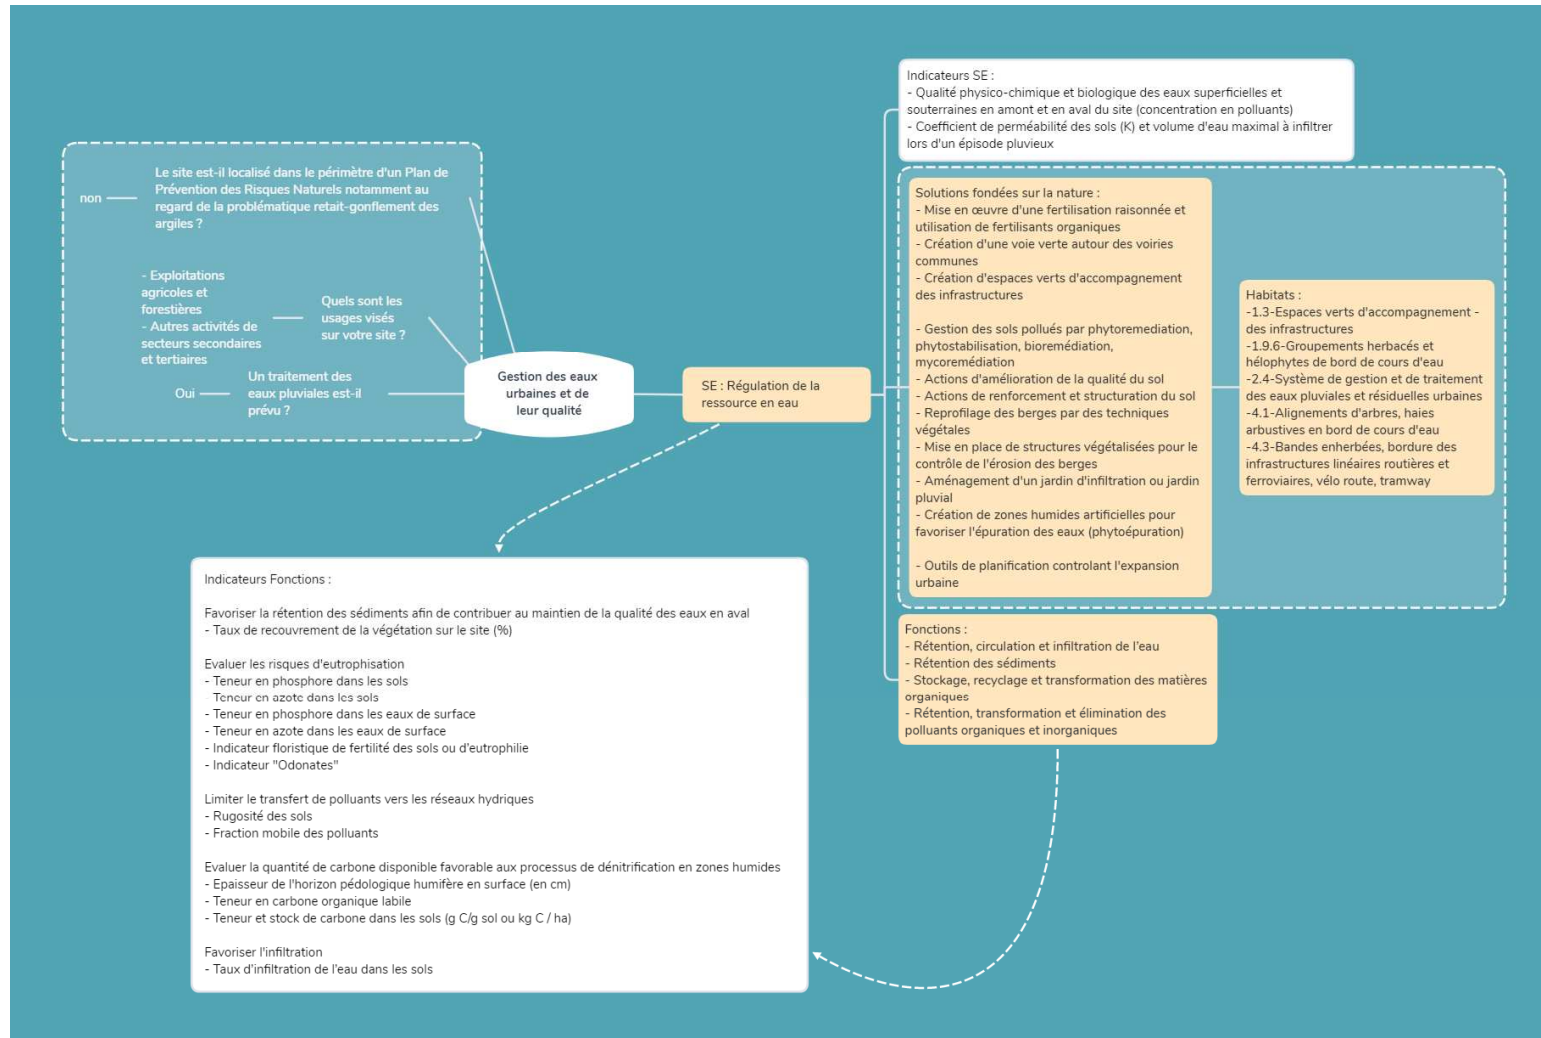 Le site est-il localisé dans le périmètre d'un Plan de
Prévention des Risques Naturels notamment au
regard de la problématique retait-gonflement des
argiles ?
non
Quels sont les
usages visés
sur votre site ?
- Exploitations
agricoles et
forestières
- Autres activités de
secteurs secondaires
et tertiaires
Un traitement des
eaux pluviales est-il
prévu ?
Oui
Gestion des eaux
urbaines et de
leur qualité
SE : Régulation de la
ressource en eau
Indicateurs SE :
- Qualité physico-chimique et biologique des eaux superficielles et
souterraines en amont et en aval du site (concentration en polluants)
- Coefficient de perméabilité des sols (K) et volume d'eau maximal à infiltrer
lors d'un épisode pluvieux
Solutions fondées sur la nature :
- Mise en œuvre d'une fertilisation raisonnée et
utilisation de fertilisants organiques
- Création d'une voie verte autour des voiries
communes
- Création d'espaces verts d'accompagnement
des infrastructures
- Gestion des sols pollués par phytoremediation,
phytostabilisation, bioremédiation,
mycoremédiation
- Actions d'amélioration de la qualité du sol
- Actions de renforcement et structuration du sol
- Reprofilage des berges par des techniques
végétales
- Mise en place de structures végétalisées pour le
contrôle de l'érosion des berges
- Aménagement d'un jardin d'infiltration ou jardin
pluvial
- Création de zones humides artificielles pour
favoriser l'épuration des eaux (phytoépuration)
- Outils de planification controlant l'expansion
urbaine
Habitats :
-1.3-Espaces verts d'accompagnement -
des infrastructures
-1.9.6-Groupements herbacés et
hélophytes de bord de cours d'eau
-2.4-Système de gestion et de traitement
des eaux pluviales et résiduelles urbaines
-4.1-Alignements d'arbres, haies
arbustives en bord de cours d'eau
-4.3-Bandes enherbées, bordure des
infrastructures linéaires routières et
ferroviaires, vélo route, tramway
Fonctions :
- Rétention, circulation et infiltration de l'eau
- Rétention des sédiments
- Stockage, recyclage et transformation des matières
organiques
- Rétention, transformation et élimination des
polluants organiques et inorganiques
Indicateurs Fonctions :
Favoriser la rétention des sédiments afin de contribuer au maintien de la qualité des eaux en aval
- Taux de recouvrement de la végétation sur le site (%)
Evaluer les risques d'eutrophisation
- Teneur en phosphore dans les sols
- Teneur en azote dans les sols
- Teneur en phosphore dans les eaux de surface
- Teneur en azote dans les eaux de surface
- Indicateur floristique de fertilité des sols ou d'eutrophilie
- Indicateur "Odonates"
Limiter le transfert de polluants vers les réseaux hydriques
- Rugosité des sols
- Fraction mobile des polluants
Evaluer la quantité de carbone disponible favorable aux processus de dénitrification en zones humides
- Epaisseur de l'horizon pédologique humifère en surface (en cm)
- Teneur en carbone organique labile
- Teneur et stock de carbone dans les sols (g C/g sol ou kg C / ha)
Favoriser l'infiltration
- Taux d'infiltration de l'eau dans les sols